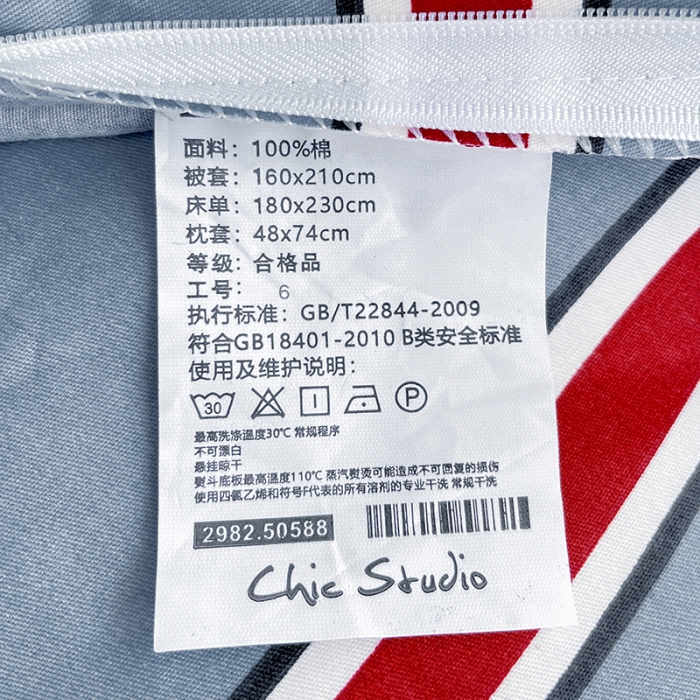 面料：100%棉
被套：160x210cm
床单：180x230cm
枕套：48x74cm
等级：合格品
工号： 6
执行标准：GB/T22844-2009
符合GB18401-2010 B类安全标准
使用及维护说明：
30 P
最高洗涤温度30℃ 常规程序
不可漂白
悬挂晾干
熨斗底板最高温度110℃ 蒸汽熨烫可能造成不可回复的损伤
使用四氯乙烯和符号f代表的所有溶剂的专业干洗 常规干洗
2982.50588
Chic Studio